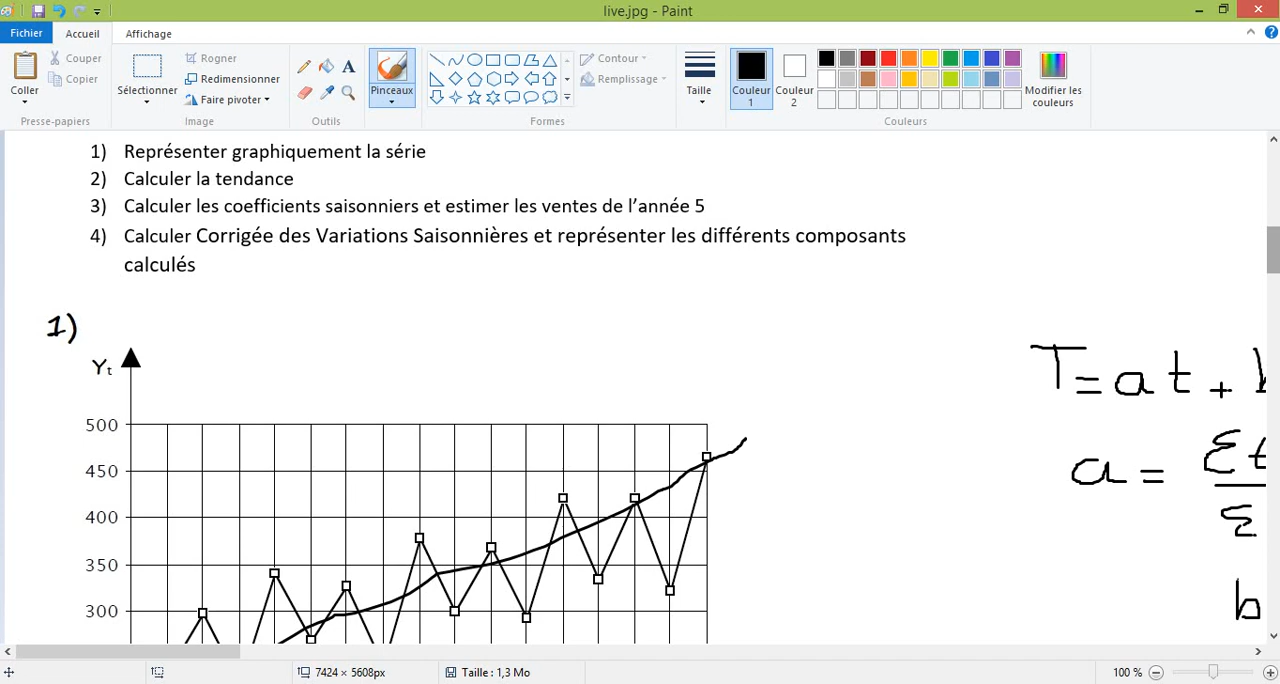 live.jpg - Paint
Fichier Accueil Affichage
Coller
Couper
Copier
Presse-papiers
Sélectionner
Rogner
Redimensionner
Faire pivoter
Image
A
Outils
Pinceaux
Contour
Remplissage
Formes
Taille
Couleur 1
Couleur 2
Modifier les couleurs
Couleurs
1) Représenter graphiquement la série
2) Calculer la tendance
3) Calculer les coefficients saisonniers et estimer les ventes de l’année 5
4) Calculer Corrigée des Variations Saisonnières et représenter les différents composants
calculés
1)
Yt
500
450
400
350
300
T = at +
a = Σt
Σ
b
7424 × 5608px
Taille : 1,3 Mo
100 %